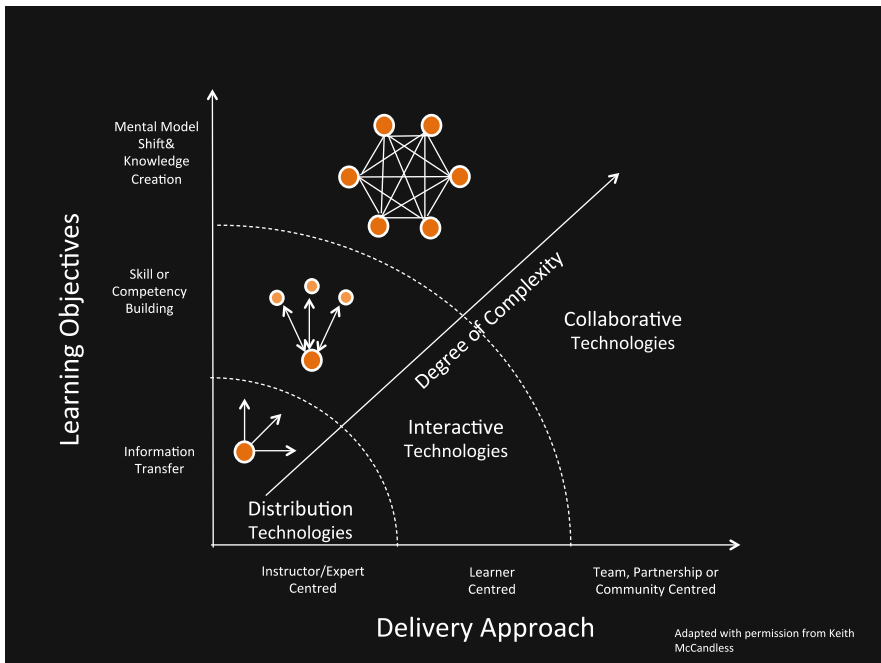 Mental Model
Shift&
Knowledge
Creation
Skill or
Competency
Building
Information
Transfer
Learning Objectives
Degree of Complexity
Collaborative
Technologies
Interactive
Technologies
Distribution
Technologies
Instructor/Expert
Centred
Learner
Centred
Team, Partnership or
Community Centred
Delivery Approach
Adapted with permission from Keith
McCandless